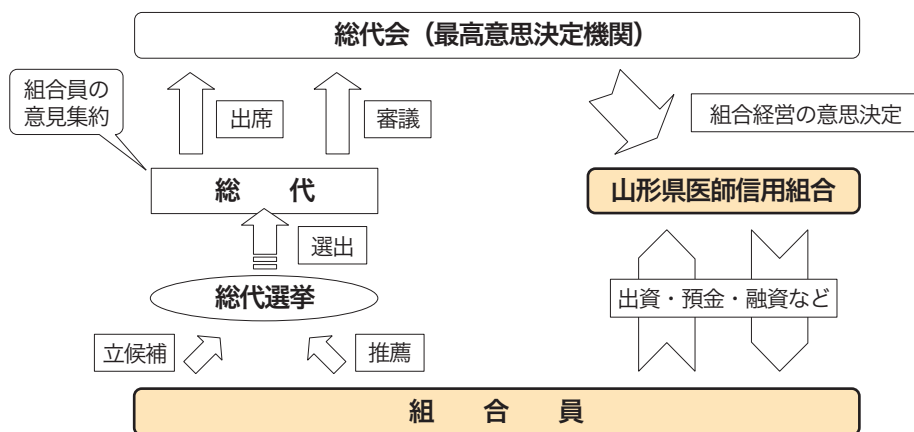 総代会（最高意思決定機関）
組合員の
意見集約
出席
審議
組合経営の意思決定
総　代
山形県医師信用組合
選出
総代選挙
出資・預金・融資など
立候補
推薦
組　合　員